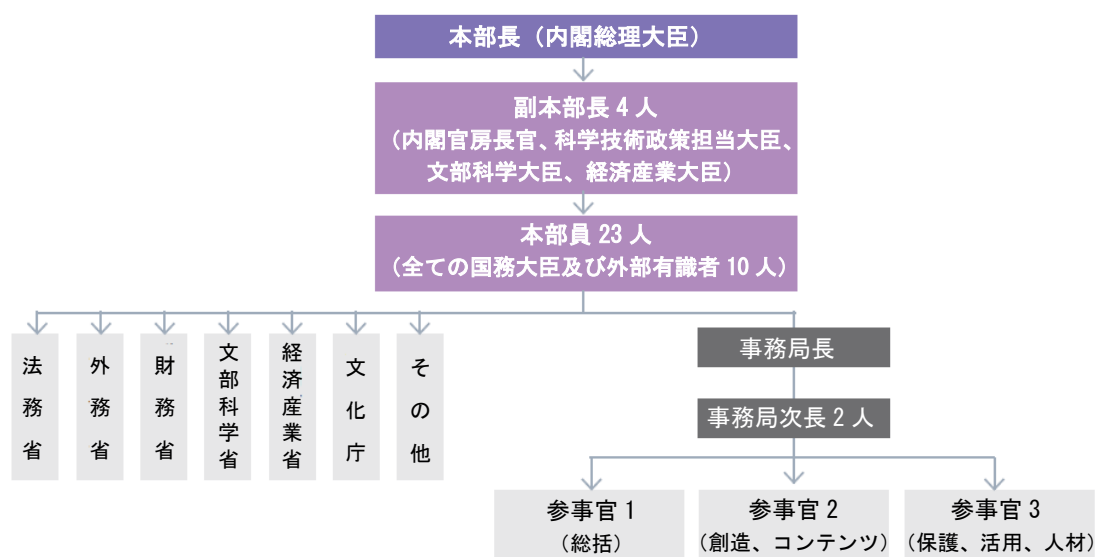 本部長（内閣総理大臣）
副本部長 4 人
（内閣官房長官、科学技術政策担当大臣、
文部科学大臣、経済産業大臣）
本部員 23 人
（全ての国務大臣及び外部有識者 10 人）
法務省
外務省
財務省
文部科学省
経済産業省
文化庁
その他
事務局長
事務局次長 2 人
参事官 1
（総括）
参事官 2
（創造、コンテンツ）
参事官 3
（保護、活用、人材）